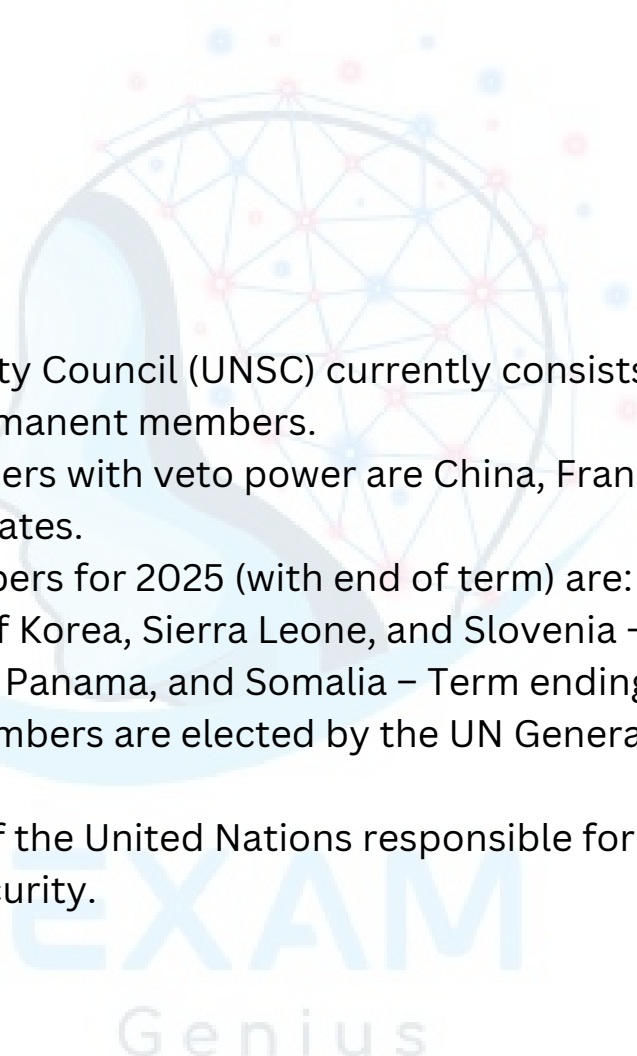 ty Council (UNSC) currently consists
manent members.
ers with veto power are China, Fran
ates.
bers for 2025 (with end of term) are:
f Korea, Sierra Leone, and Slovenia –
Panama, and Somalia – Term ending
mbers are elected by the UN Genera
f the United Nations responsible for
curity.
EXAM
Genius